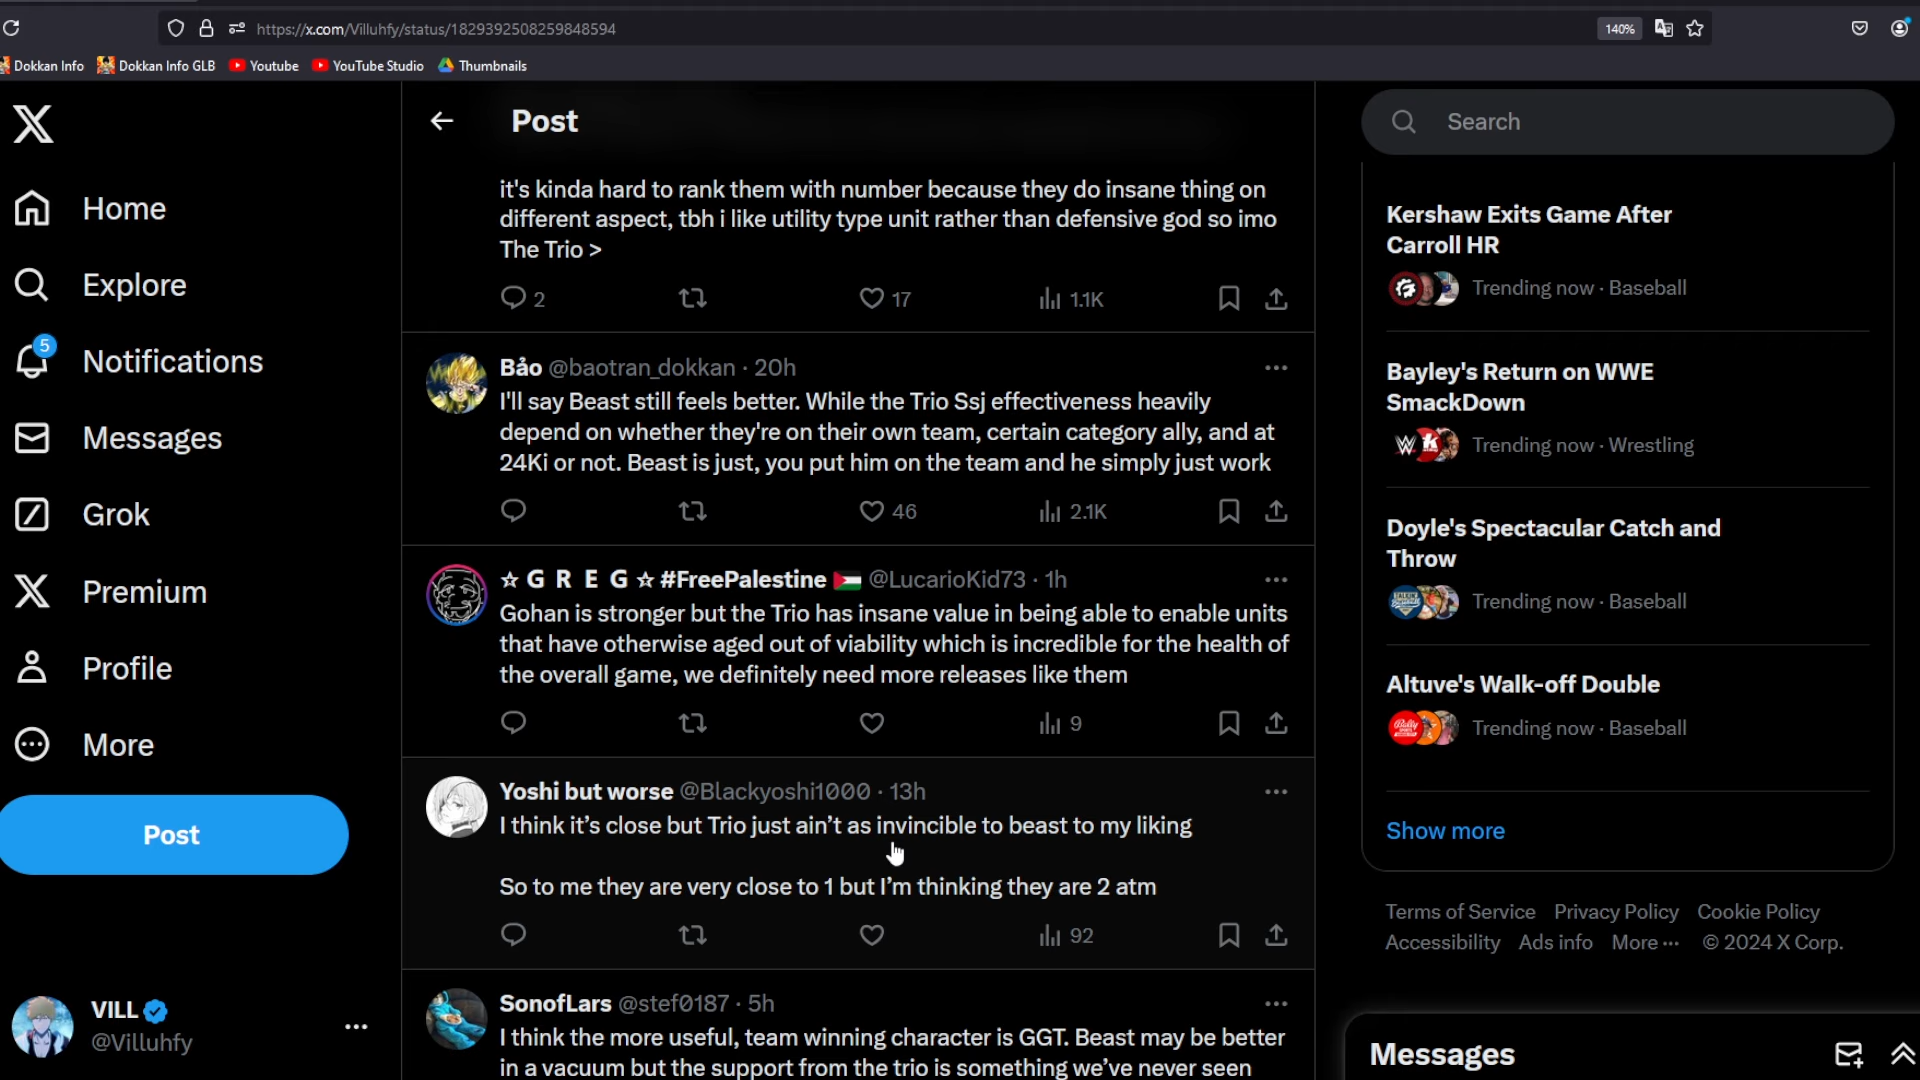 https://x.com/Villuhfy/status/1829392508259848594
140%
Dokkan Info
Dokkan Info GLB
Youtube
YouTube Studio
Thumbnails
Home
Explore
5
Notifications
Messages
Grok
Premium
Profile
More
Post
VILL
@Villuhfy
Post
it's kinda hard to rank them with number because they do insane thing on
different aspect, tbh i like utility type unit rather than defensive god so imo
The Trio >
2
17
1.1K
Bảo @baotran_dokkan · 20h
I'll say Beast still feels better. While the Trio Ssj effectiveness heavily
depend on whether they're on their own team, certain category ally, and at
24Ki or not. Beast is just, you put him on the team and he simply just work
46
2.1K
☆ G R E G ☆ #FreePalestine 🇵🇸 @LucarioKid73 · 1h
Gohan is stronger but the Trio has insane value in being able to enable units
that have otherwise aged out of viability which is incredible for the health of
the overall game, we definitely need more releases like them
9
Yoshi but worse @Blackyoshi1000 · 13h
I think it's close but Trio just ain't as invincible to beast to my liking
So to me they are very close to 1 but I'm thinking they are 2 atm
92
SonofLars @stef0187 · 5h
I think the more useful, team winning character is GGT. Beast may be better
in a vacuum but the support from the trio is something we've never seen
Search
Kershaw Exits Game After
Carroll HR
Trending now · Baseball
Bayley's Return on WWE
SmackDown
Trending now · Wrestling
Doyle's Spectacular Catch and
Throw
Trending now · Baseball
Altuve's Walk-off Double
Trending now · Baseball
Show more
Terms of Service Privacy Policy Cookie Policy
Accessibility Ads info More ··· © 2024 X Corp.
Messages